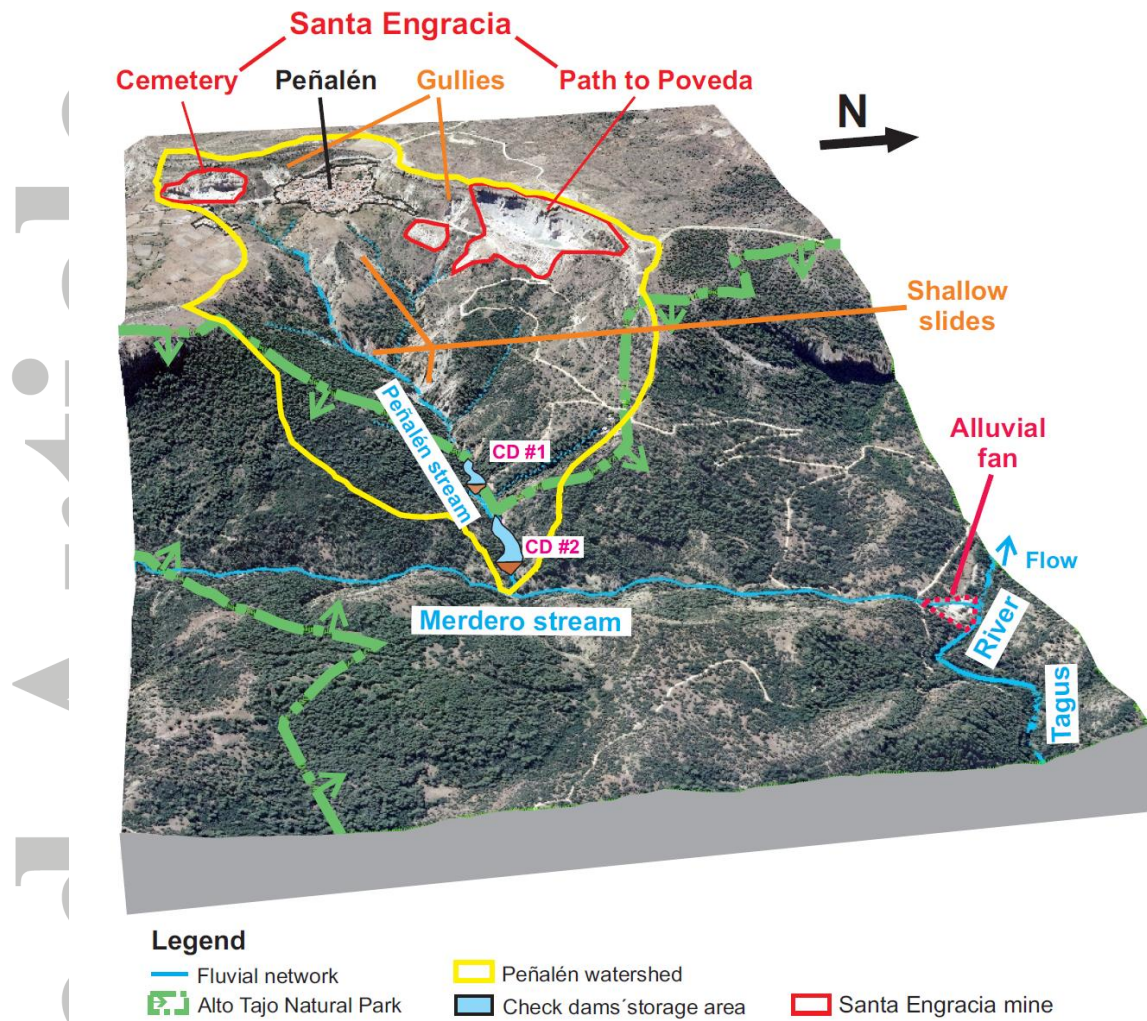 Santa Engracia
Cemetery
Peñalén
Gullies
Path to Poveda
N
Shallow
slides
Peñalén stream
CD #1
CD #2
Alluvial
fan
Flow
Merdero stream
River
Tagus
Legend
Fluvial network
Peñalén watershed
Alto Tajo Natural Park
Check dams´storage area
Santa Engracia mine